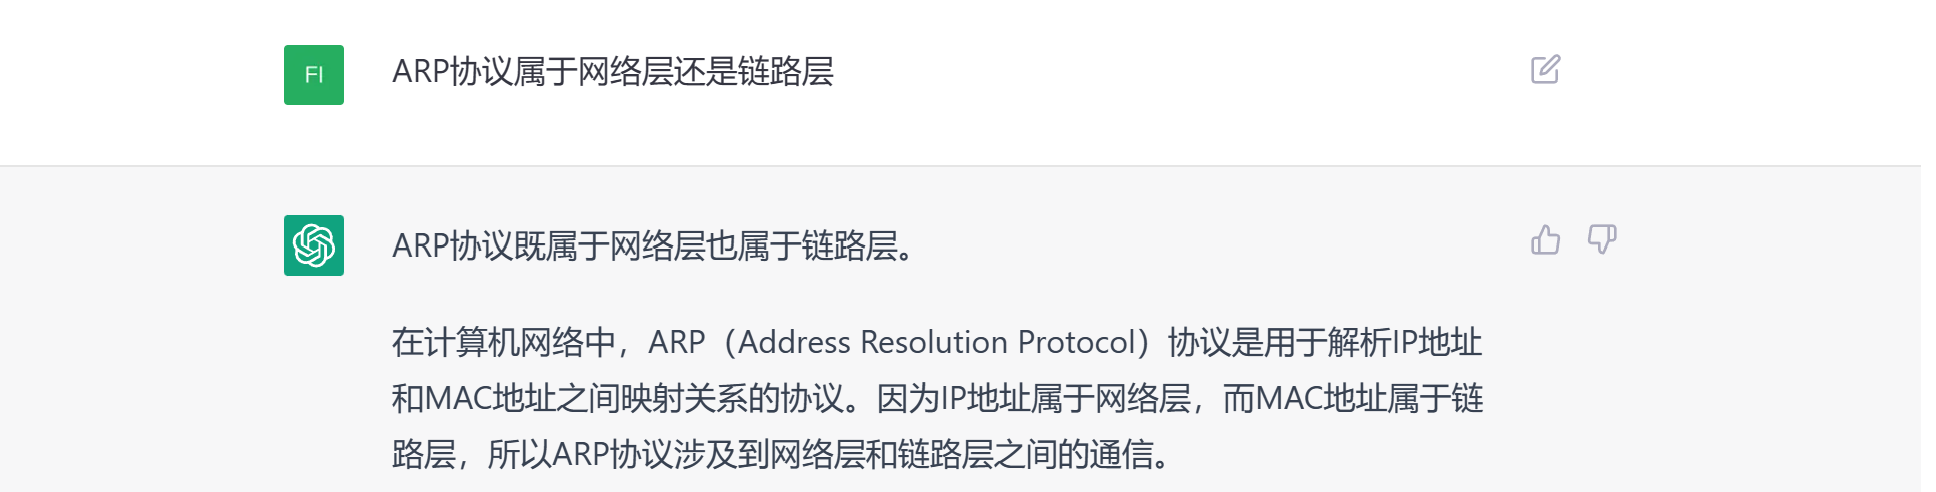 FI
ARP协议属于网络层还是链路层
ARP协议既属于网络层也属于链路层。
在计算机网络中，ARP（Address Resolution Protocol）协议是用于解析IP地址
和MAC地址之间映射关系的协议。因为IP地址属于网络层，而MAC地址属于链
路层，所以ARP协议涉及到网络层和链路层之间的通信。